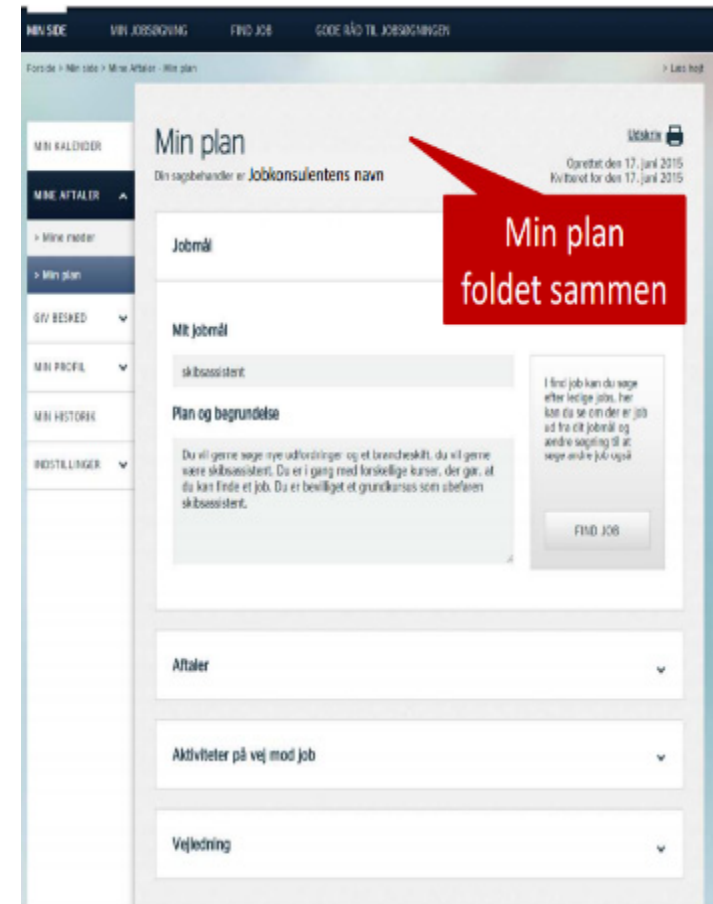 MIN SIDE MIN JOBSØGNING FIND JOB GODE RÅD TIL JOBSØGNINGEN
Forside > Min side > Mine Aftaler - Min plan > Læs højt
Min plan
Udskriv
Oprettet den 17. juni 2015
Din sagsbehandler er Jobkonsulentens navn
Kvitteret for den 17. juni 2015
MIN KALENDER
MINE AFTALER
> Mine møder
> Min plan
GIV BESKED
MIN PROFIL
MIN HISTORIK
INDSTILLINGER
Min plan
foldet sammen
Jobmål
Mit jobmål
skibsassistent
Plan og begrundelse
Du vil gerne søge nye udfordringer og et brancheskift, du vil gerne
være skibsassistent. Du er i gang med forskellige kurser, der gør, at
du kan finde et job. Du er bevilliget et grundkursus som ubefaren
skibsassistent.
I find job kan du søge
efter ledige jobs, her
kan du se om der er job
ud fra dit jobmål og
ændre søgning til at
søge andre job også
FIND JOB
Aftaler
Aktiviteter på vej mod job
Vejledning